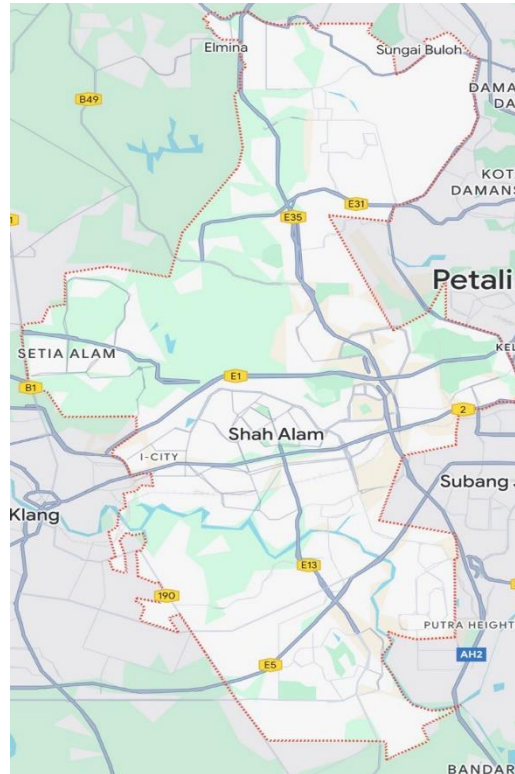 Elmina
Sungai Buloh
B49
DAMA
DA
KOT
DAMANS
E31
E35
1
Petali
KEL
SETIA ALAM
E1
B1
2
Shah Alam
I-CITY
Subang J
Klang
E13
190
PUTRA HEIGHT
AH2
E5
BANDAR